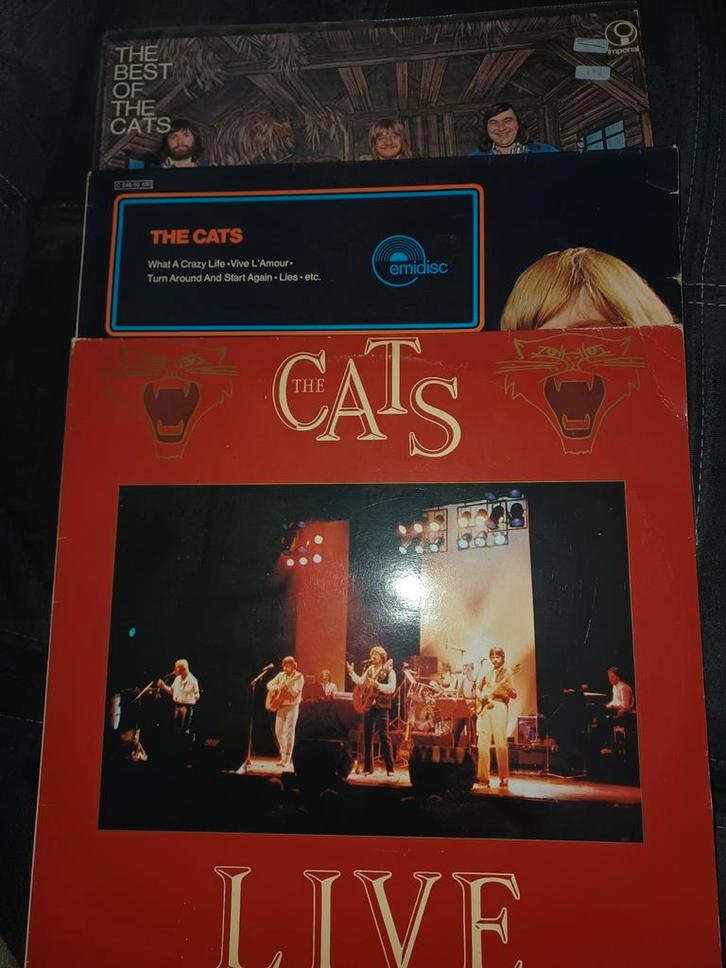 THE
BEST
OF
THE
CATS
imperial
THE CATS
What A Crazy Life • Vive L'Amour •
Turn Around And Start Again • Lies • etc.
emidisc
THE CATS
LIVE